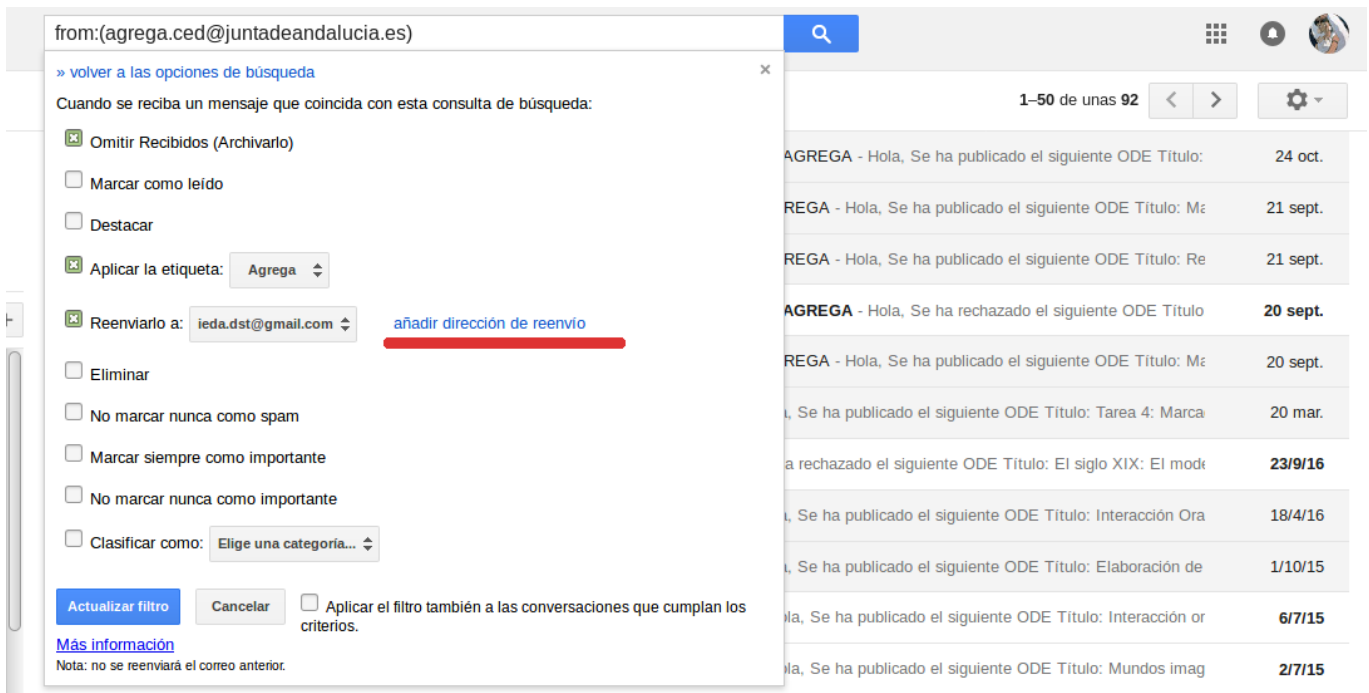 from:(agrega.ced@juntadeandalucia.es)
» volver a las opciones de búsqueda
×
Cuando se reciba un mensaje que coincida con esta consulta de búsqueda:
Omitir Recibidos (Archivarlo)
Marcar como leído
Destacar
Aplicar la etiqueta: Agrega
Reenviarlo a: ieda.dst@gmail.com añadir dirección de reenvío
Eliminar
No marcar nunca como spam
Marcar siempre como importante
No marcar nunca como importante
Clasificar como: Elige una categoría...
Actualizar filtro Cancelar Aplicar el filtro también a las conversaciones que cumplan los
criterios.
Más información
Nota: no se reenviará el correo anterior.
1–50 de unas 92
AGREGA - Hola, Se ha publicado el siguiente ODE Título: 24 oct.
REGA - Hola, Se ha publicado el siguiente ODE Título: 21 sept.
REGA - Hola, Se ha publicado el siguiente ODE Título: Re 21 sept.
AGREGA - Hola, Se ha rechazado el siguiente ODE Título 20 sept.
REGA - Hola, Se ha publicado el siguiente ODE Título: 20 sept.
, Se ha publicado el siguiente ODE Título: Tarea 4: Marca 20 mar.
a rechazado el siguiente ODE Título: El siglo XIX: El mode 23/9/16
, Se ha publicado el siguiente ODE Título: Interacción Ora 18/4/16
, Se ha publicado el siguiente ODE Título: Elaboración de 1/10/15
la, Se ha publicado el siguiente ODE Título: Interacción or 6/7/15
la, Se ha publicado el siguiente ODE Título: Mundos imag 2/7/15